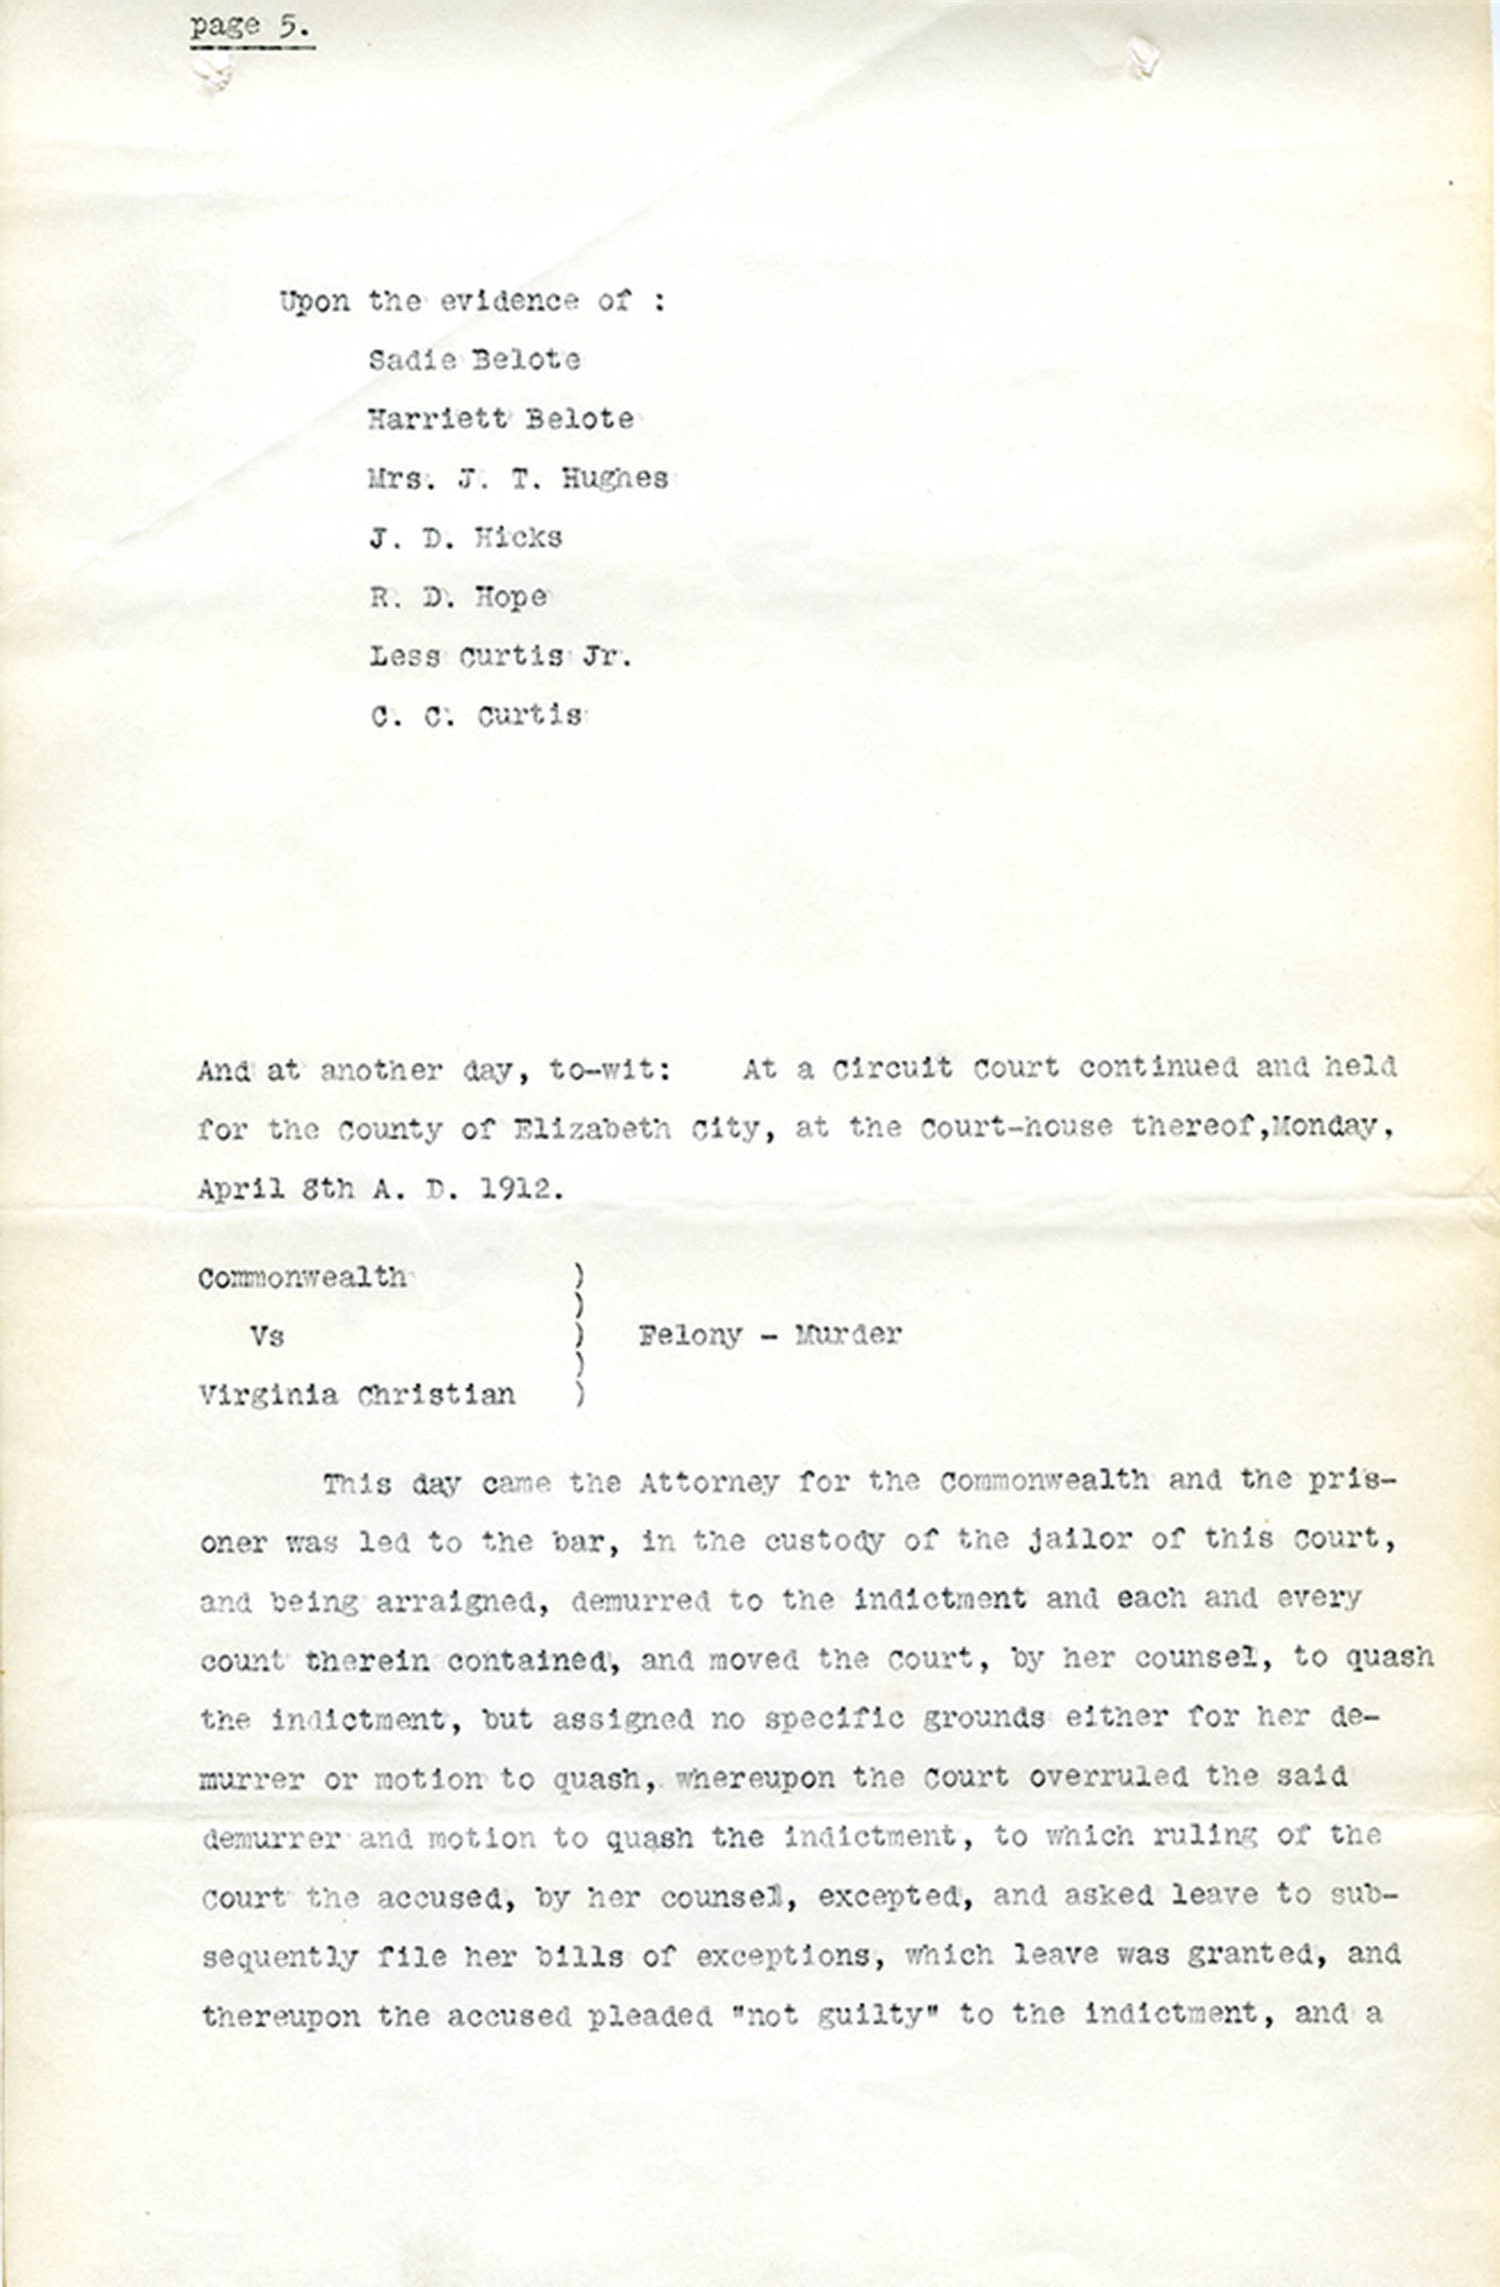 page 5.
Upon the evidence of :
Sadie Belote
Harriett Belote
Mrs. J. T. Hughes
J. D. Hicks
R. D. Hope
Less Curtis Jr.
C. C. Curtis
And at another day, to-wit: At a Circuit Court continued and held
for the County of Elizabeth City, at the Court-house thereof,Monday,
April 8th A. D. 1912.
Commonwealth )
)
Vs ) Felony - Murder
)
Virginia Christian )
This day came the Attorney for the Commonwealth and the pris-
oner was led to the bar, in the custody of the jailor of this Court,
and being arraigned, demurred to the indictment and each and every
count therein contained, and moved the Court, by her counsel, to quash
the indictment, but assigned no specific grounds either for her de-
murrer or motion to quash, whereupon the Court overruled the said
demurrer and motion to quash the indictment, to which ruling of the
Court the accused, by her counsel, excepted, and asked leave to sub-
sequently file her bills of exceptions, which leave was granted, and
thereupon the accused pleaded "not guilty" to the indictment, and a